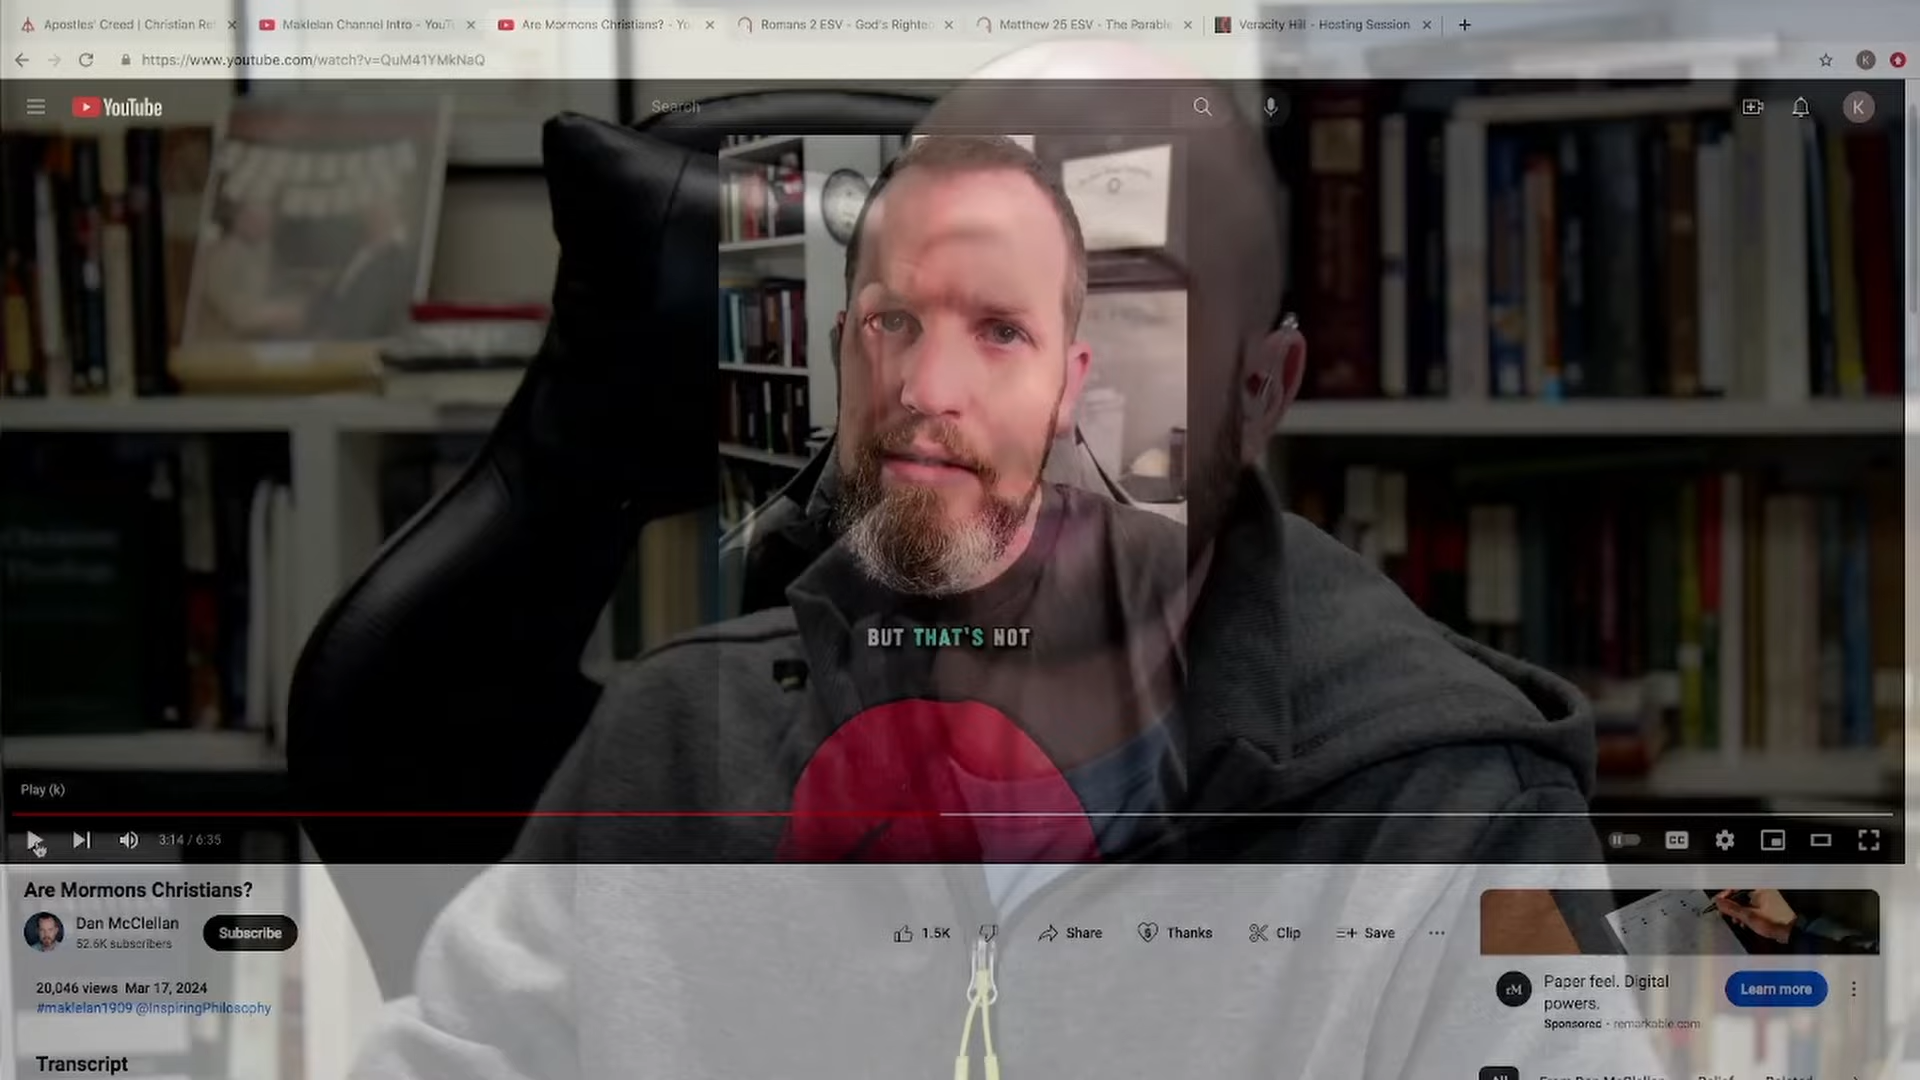 Apostles' Creed | Christian Re
Maklelan Channel Intro - YouT
Are Mormons Christians? - Yo
Romans 2 ESV - God's Righte
Matthew 25 ESV - The Parable
Veracity Hill - Hosting Session
https://www.youtube.com/watch?v=QuM41YMkNaQ
K
YouTube
Search
K
BUT THAT'S NOT
Play (k)
3:14 / 6:35
CC
Are Mormons Christians?
Dan McClellan
52.6K subscribers
Subscribe
1.5K
Share
Thanks
Clip
Save
20,046 views Mar 17, 2024
#maklelan1909 @InspiringPhilosophy
Transcript
rM
Paper feel. Digital
powers.
Sponsored · remarkable.com
Learn more